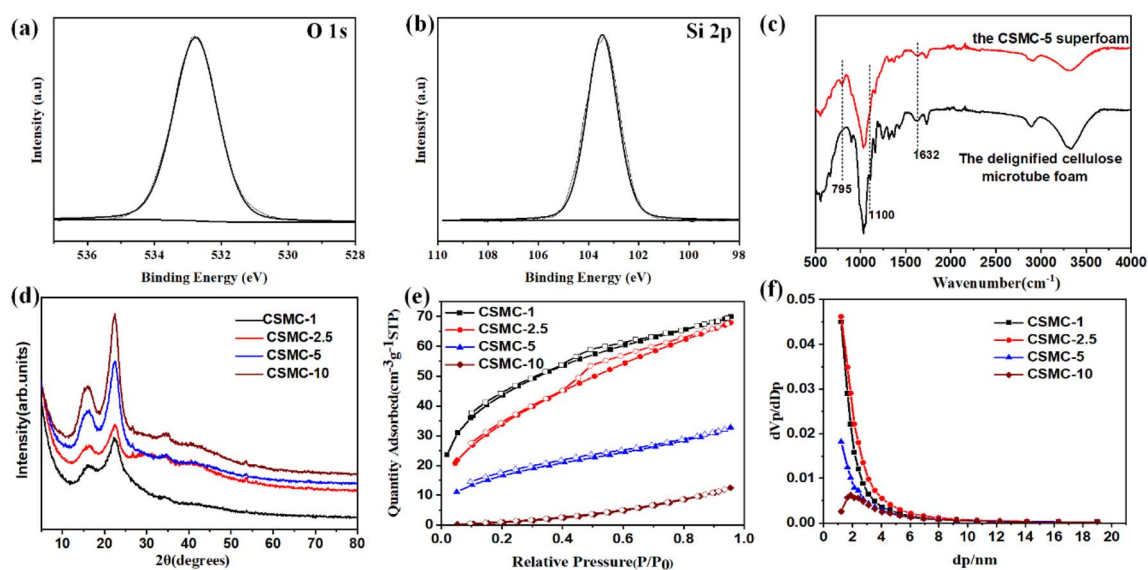 (a)
O 1s
Intensity (a.u)
536 534 532 530 528
Binding Energy (eV)
(b)
Si 2p
Intensity (a.u)
110 108 106 104 102 100 98
Binding Energy (eV)
(c)
the CSMC-5 superfoam
The delignified cellulose
microtube foam
795
1100
1632
500 1000 1500 2000 2500 3000 3500 4000
Wavenumber(cm-1)
(d)
CSMC-1
CSMC-2.5
CSMC-5
CSMC-10
Intensity(arb.units)
10 20 30 40 50 60 70 80
2θ(degrees)
(e)
CSMC-1
CSMC-2.5
CSMC-5
CSMC-10
Quantity Adsorbed(cm-3g-1STP)
70
60
50
40
30
20
10
0
0.0 0.2 0.4 0.6 0.8 1.0
Relative Pressure(P/P0)
(f)
CSMC-1
CSMC-2.5
CSMC-5
CSMC-10
dVp/dDp
0.05
0.04
0.03
0.02
0.01
0.00
0 2 4 6 8 10 12 14 16 18 20
dp/nm